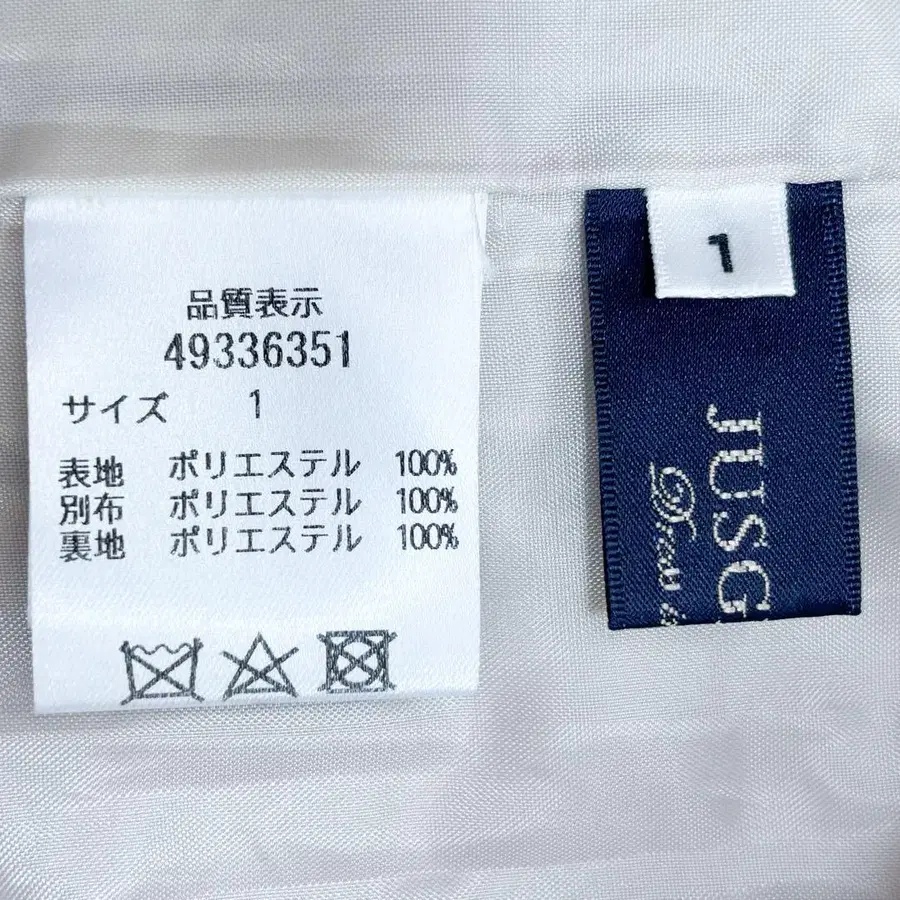 品質表示
49336351
サイズ 1
表地 ポリエステル 100%
別布 ポリエステル 100%
裏地 ポリエステル 100%
1
JUSG